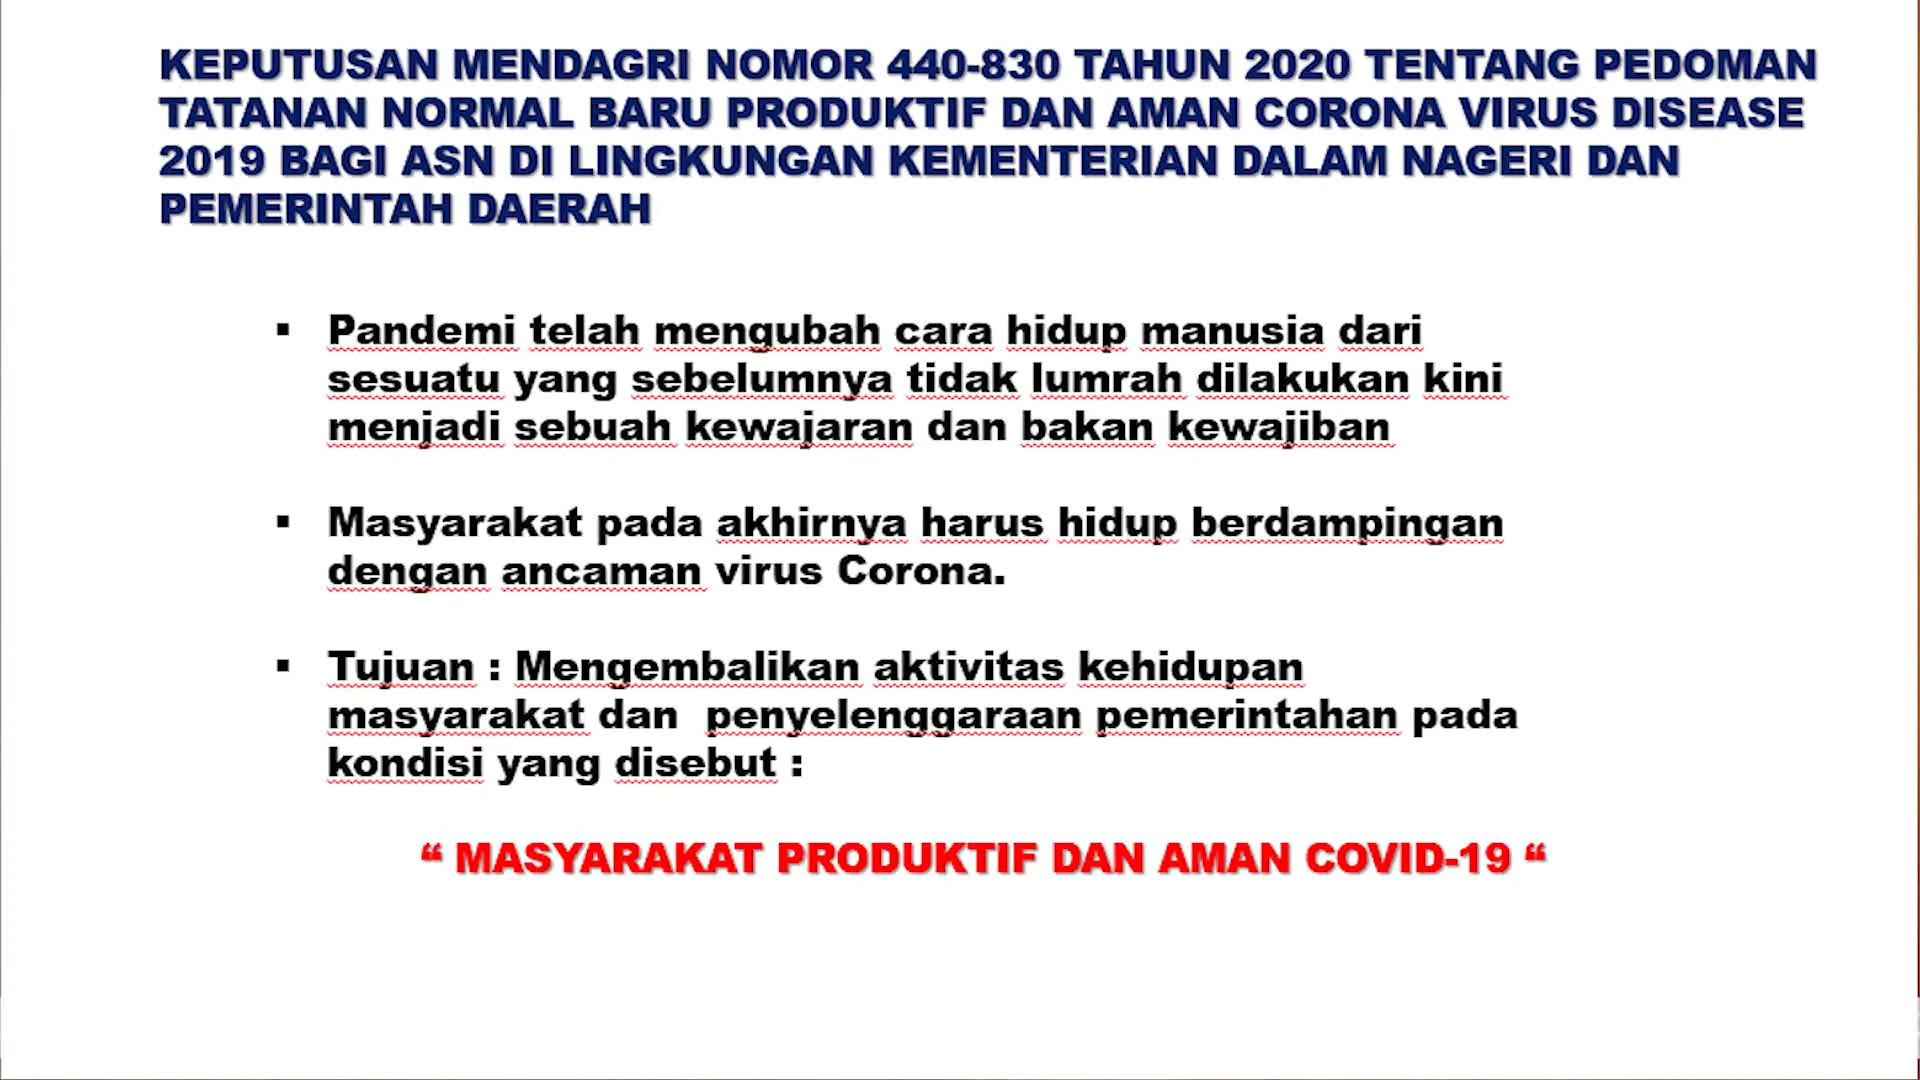 KEPUTUSAN MENDAGRI NOMOR 440-830 TAHUN 2020 TENTANG PEDOMAN
TATANAN NORMAL BARU PRODUKTIF DAN AMAN CORONA VIRUS DISEASE
2019 BAGI ASN DI LINGKUNGAN KEMENTERIAN DALAM NAGERI DAN
PEMERINTAH DAERAH
▪ Pandemi telah mengubah cara hidup manusia dari
sesuatu yang sebelumnya tidak lumrah dilakukan kini
menjadi sebuah kewajaran dan bakan kewajiban
▪ Masyarakat pada akhirnya harus hidup berdampingan
dengan ancaman virus Corona.
▪ Tujuan : Mengembalikan aktivitas kehidupan
masyarakat dan  penyelenggaraan pemerintahan pada
kondisi yang disebut :
“ MASYARAKAT PRODUKTIF DAN AMAN COVID-19 “